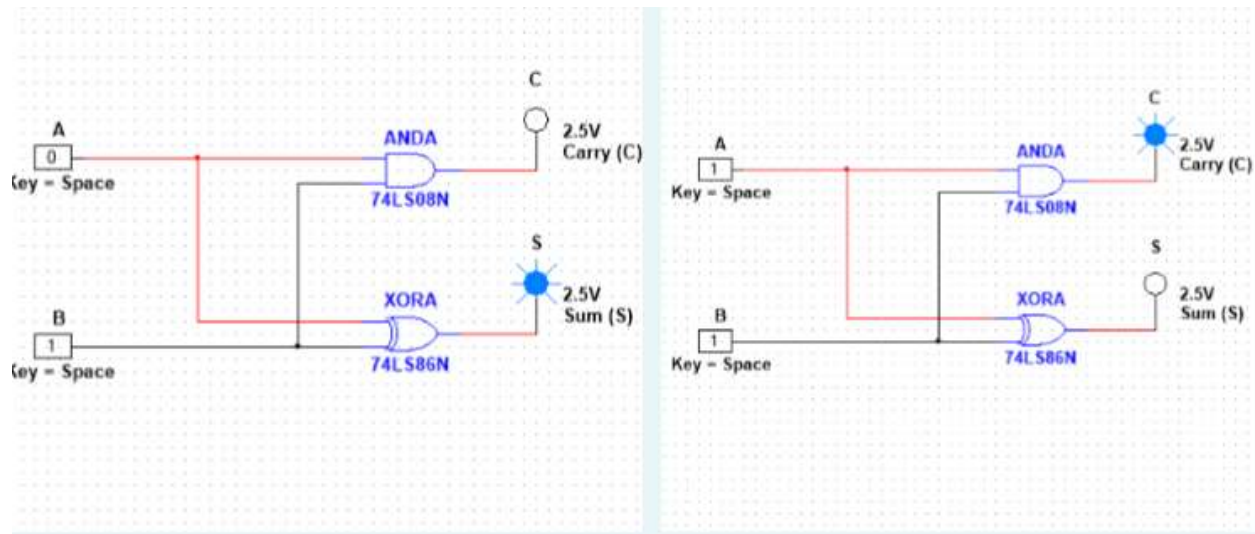 C
2.5V
Carry (C)
A
0
Key = Space
ANDA
74LS08N
S
2.5V
Sum (S)
XORA
74LS86N
B
1
Key = Space
C
2.5V
Carry (C)
A
1
Key = Space
ANDA
74LS08N
S
2.5V
Sum (S)
XORA
74LS86N
B
1
Key = Space